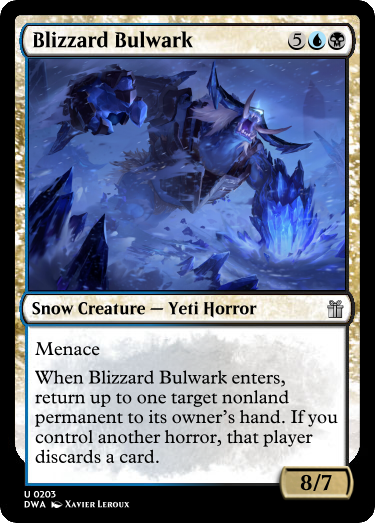 Blizzard Bulwark 5
Snow Creature — Yeti Horror
Menace
When Blizzard Bulwark enters,
return up to one target nonland
permanent to its owner's hand. If you
control another horror, that player
discards a card.
8/7
U 0203
DWA Xavier Leroux